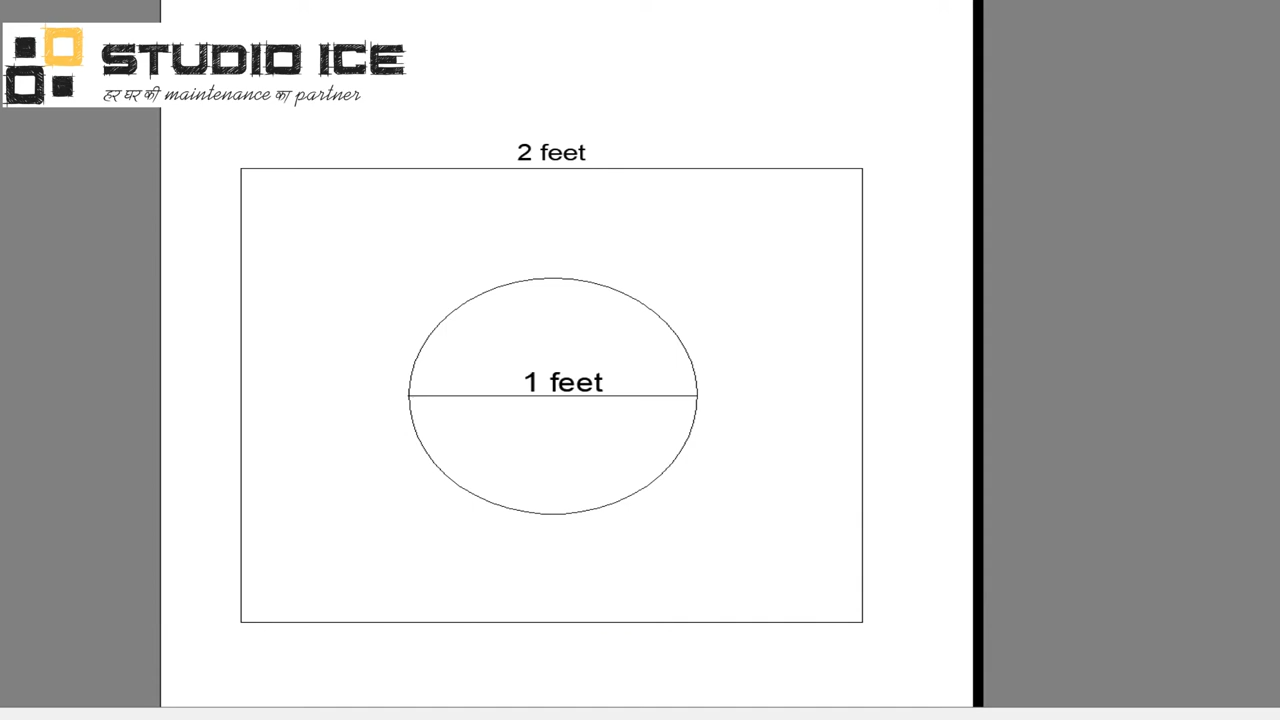 STUDIO ICE
हर घर की maintenance का partner
2 feet
1 feet